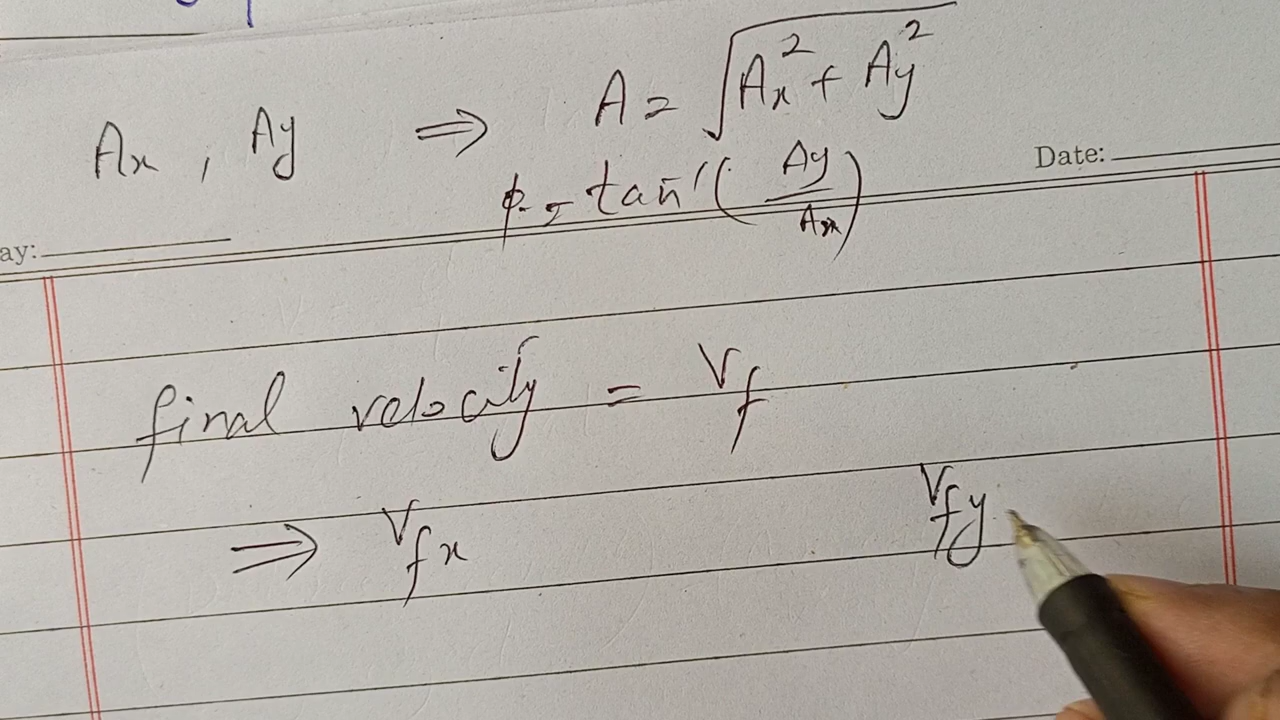 Ax , Ay ⇒ A = √Ax² + Ay²
Date:
ϕ = tan⁻¹(Ay/Ax)
ay:
final velocity = Vf
⇒ Vfx Vfy